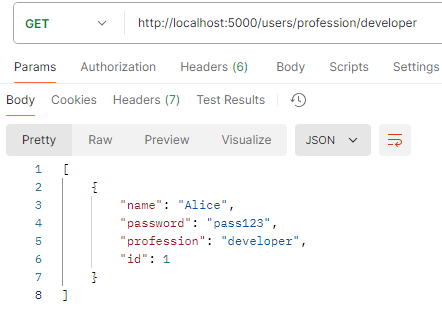 GET http://localhost:5000/users/profession/developer
Params Authorization Headers (6) Body Scripts Settings
Body Cookies Headers (7) Test Results
Pretty Raw Preview Visualize JSON
1 [
2 {
3 "name": "Alice",
4 "password": "pass123",
5 "profession": "developer",
6 "id": 1
7 }
8 ]